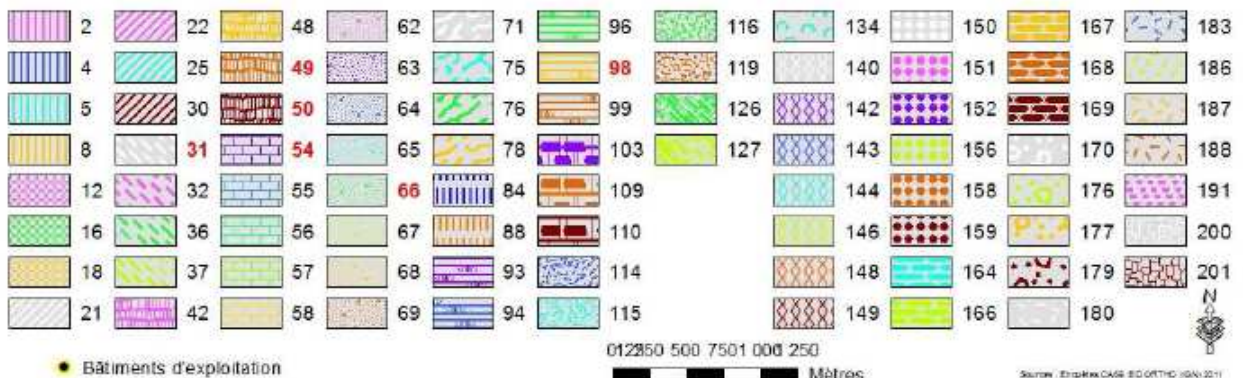 2 22 48 62 71 96 116 134 150 167 183
4 25 49 63 75 98 119 140 151 168 186
5 30 50 64 76 99 126 142 152 169 187
8 31 54 65 78 103 127 143 156 170 188
12 32 55 66 84 109 144 158 176 191
16 36 56 67 88 110 146 159 177 200
18 37 57 68 93 114 148 164 179 201
21 42 58 69 94 115 149 166 180
N
500 7501 000 1 250
Bâtiments d'exploitation
Mètres